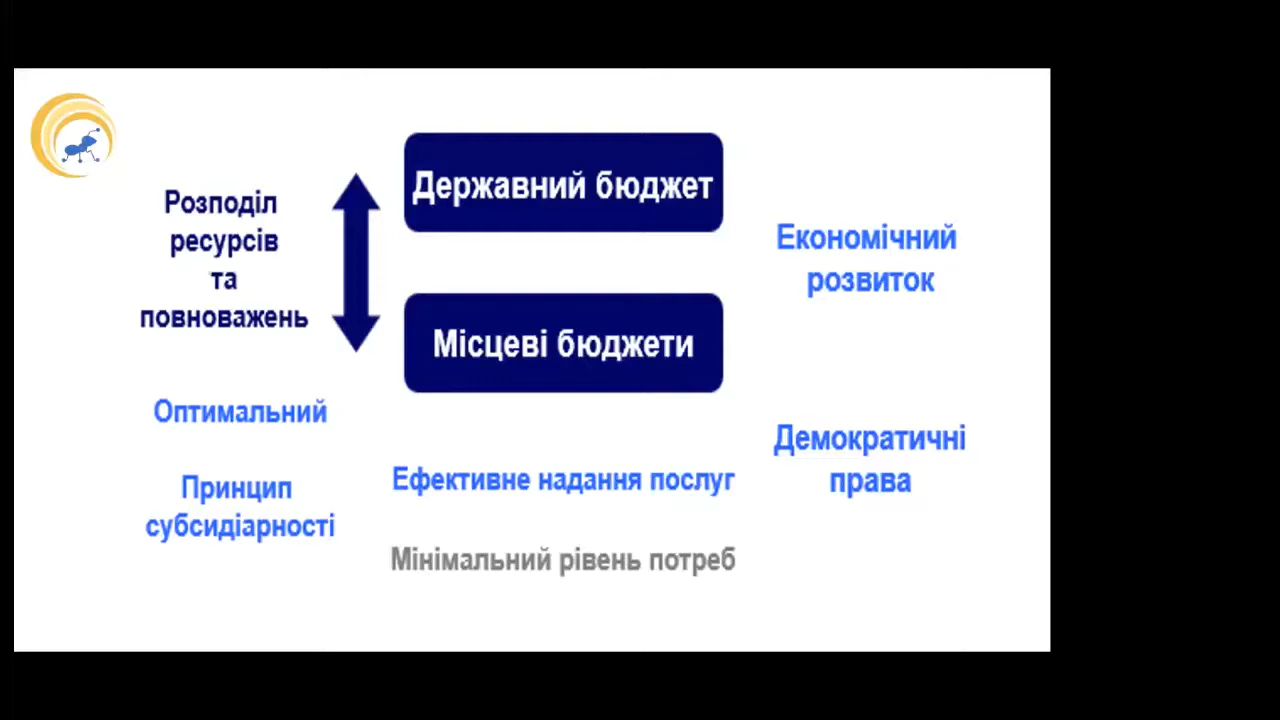 Державний бюджет
Розподіл
ресурсів
та
повноважень
Місцеві бюджети
Економічний
розвиток
Оптимальний
Принцип
субсидіарності
Ефективне надання послуг
Мінімальний рівень потреб
Демократичні
права